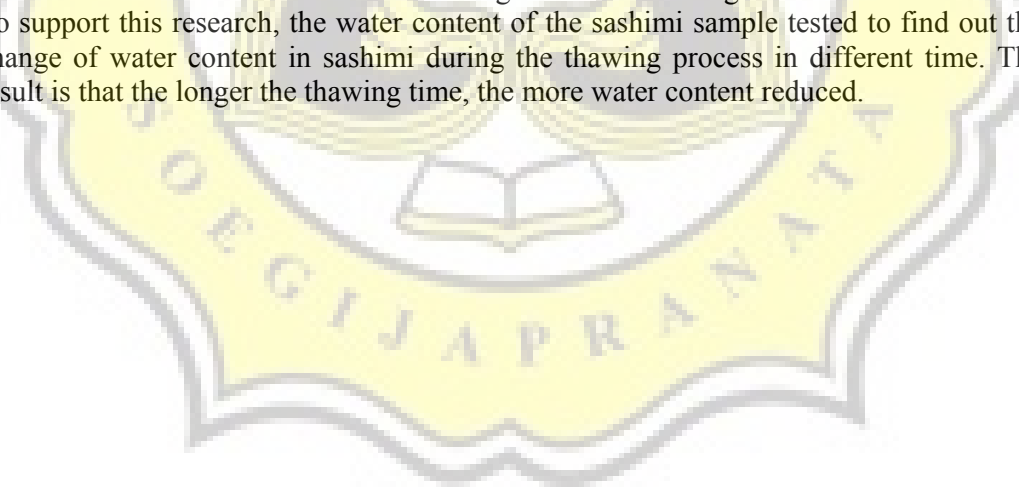 o support this research, the water content of the sashimi sample tested to find out th
hange of water content in sashimi during the thawing process in different time. Th
sult is that the longer the thawing time, the more water content reduced.
SOEGIJAPRANATA